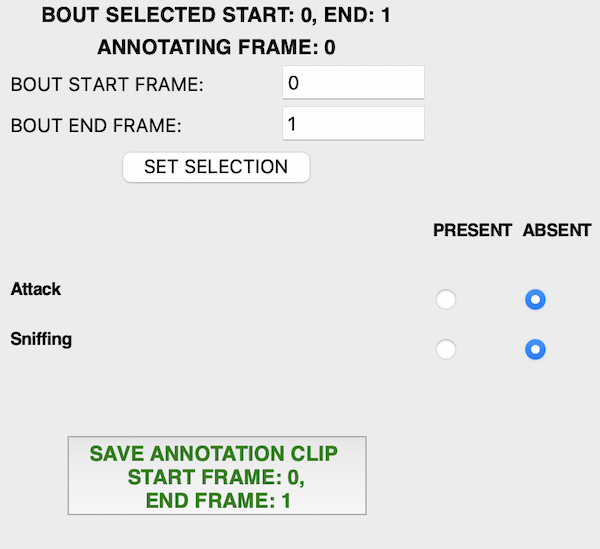 BOUT SELECTED START: 0, END: 1
ANNOTATING FRAME: 0
BOUT START FRAME: 0
BOUT END FRAME: 1
SET SELECTION
PRESENT ABSENT
Attack
Sniffing
SAVE ANNOTATION CLIP
START FRAME: 0,
END FRAME: 1